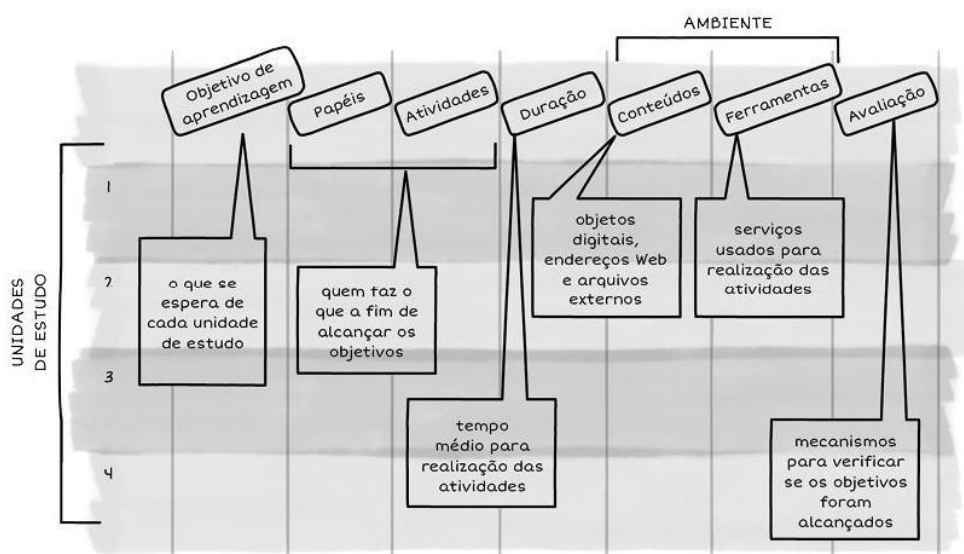 AMBIENTE
Objetivo de
aprendizagem
Papéis
Atividades
Duração
Conteúdos
Ferramentas
Avaliação
UNIDADES
DE ESTUDO
1
2
3
4
o que se
espera de
cada unidade
de estudo
quem faz o
que a fim de
alcançar os
objetivos
tempo
médio para
realização das
atividades
objetos
digitais,
endereços Web
e arquivos
externos
serviços
usados para
realização das
atividades
mecanismos
para verificar
se os objetivos
foram
alcançados